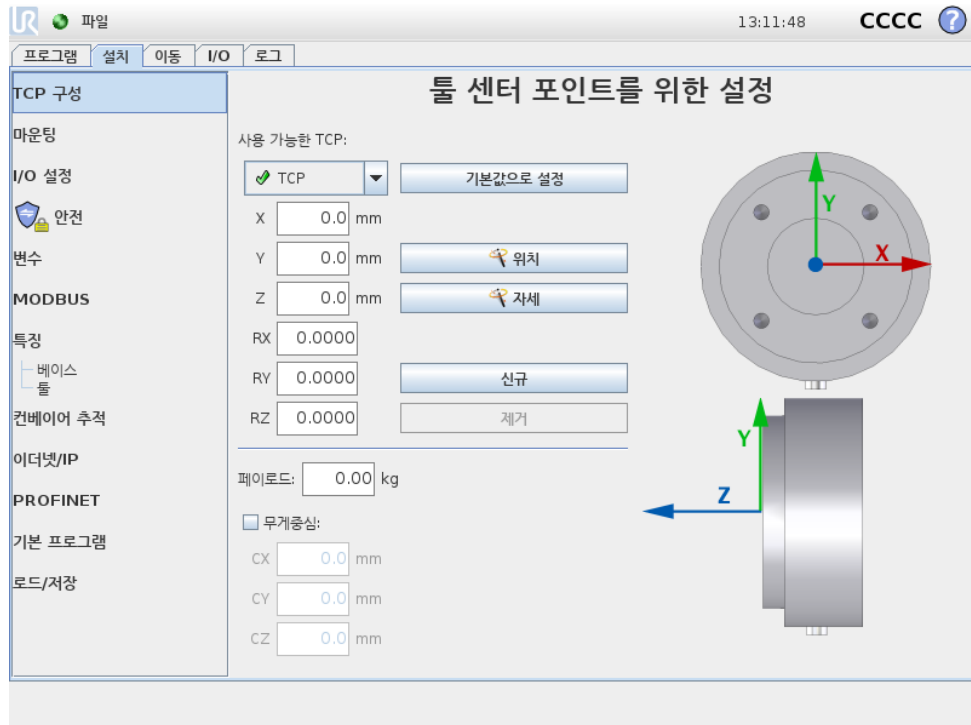 UR 파일 13:11:48 CCCC ?
프로그램 설치 이동 I/O 로그
TCP 구성
마운팅
I/O 설정
안전
변수
MODBUS
특징
베이스
툴
컨베이어 추적
이더넷/IP
PROFINET
기본 프로그램
로드/저장
툴 센터 포인트를 위한 설정
사용 가능한 TCP:
TCP 기본값으로 설정
X 0.0 mm
Y 0.0 mm 위치
Z 0.0 mm 자세
RX 0.0000
RY 0.0000 신규
RZ 0.0000 제거
페이로드: 0.00 kg
무게중심:
CX 0.0 mm
CY 0.0 mm
CZ 0.0 mm
Y
X
Y
Z